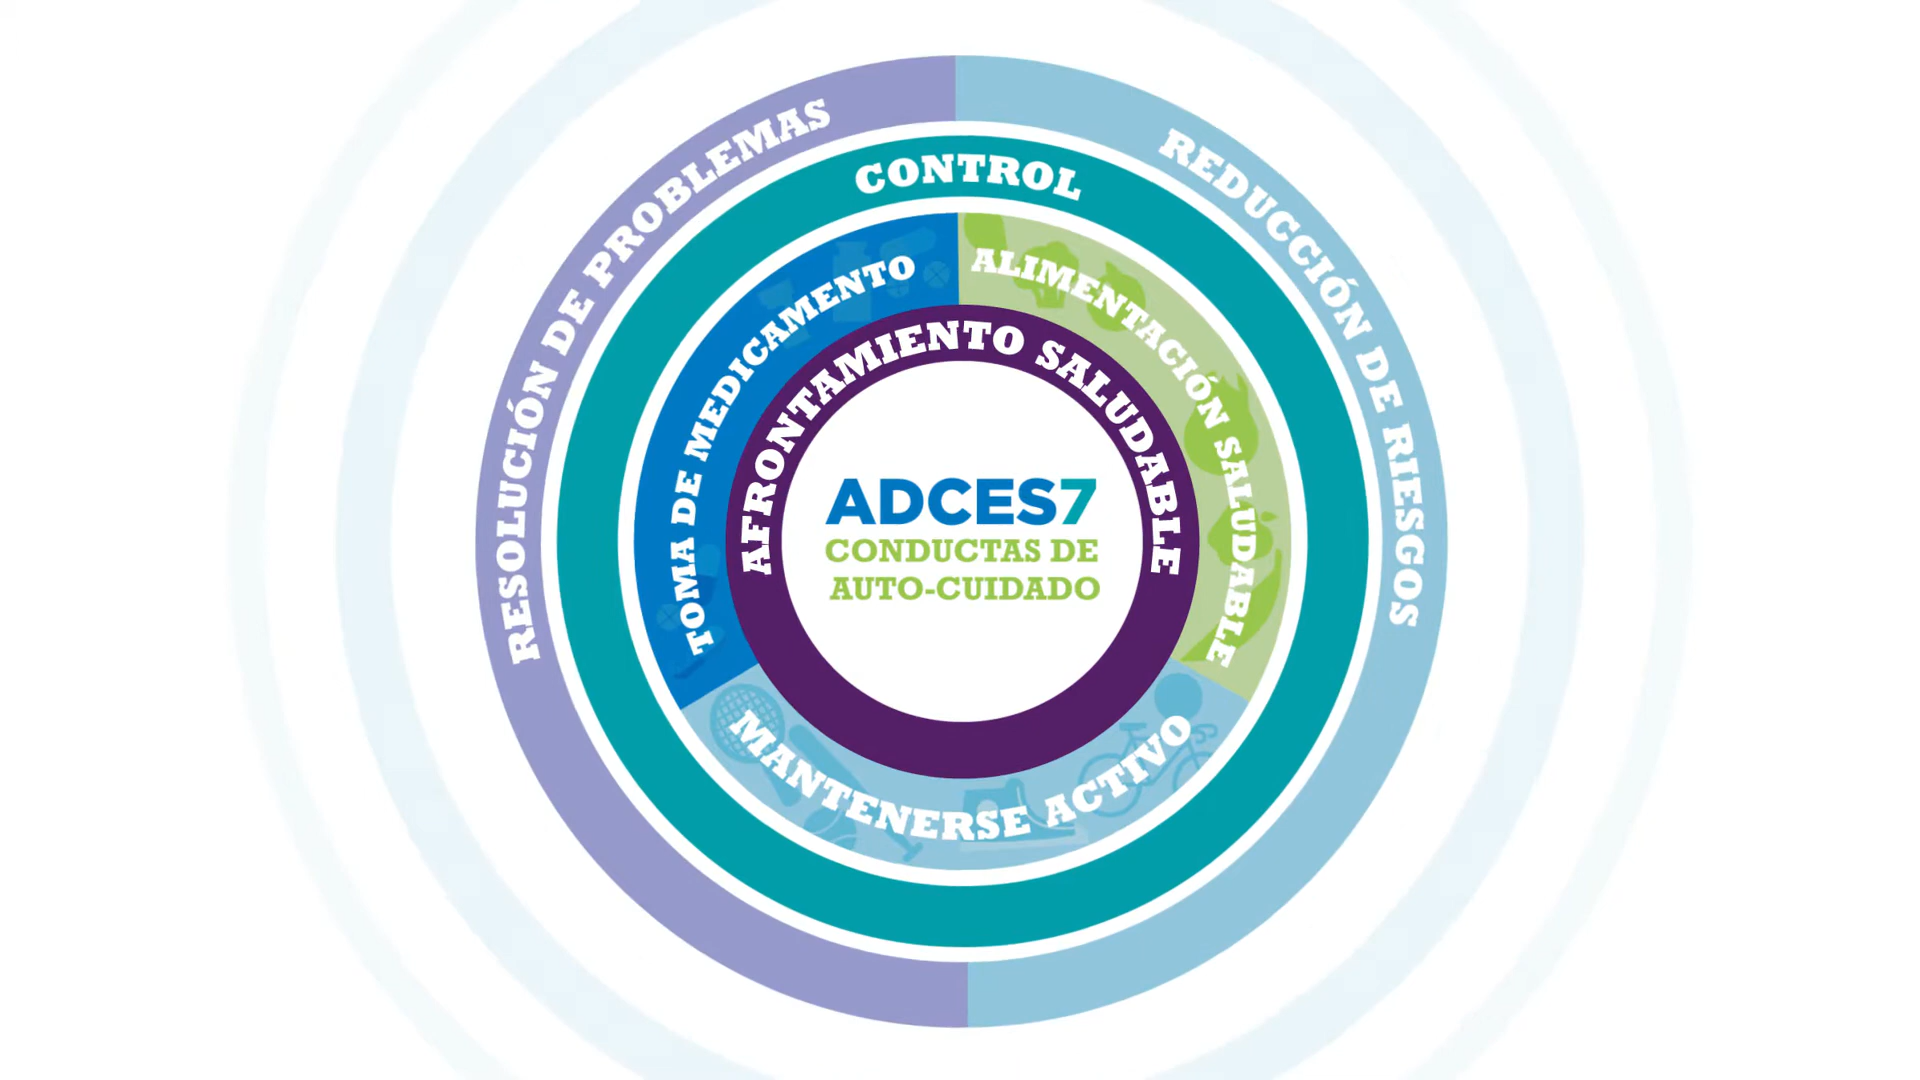 RESOLUCIÓN DE PROBLEMAS
REDUCCIÓN DE RIESGOS
CONTROL
TOMA DE MEDICAMENTO
ALIMENTACIÓN SALUDABLE
AFRONTAMIENTO SALUDABLE
ADCES7
CONDUCTAS DE
AUTO-CUIDADO
MANTENERSE ACTIVO